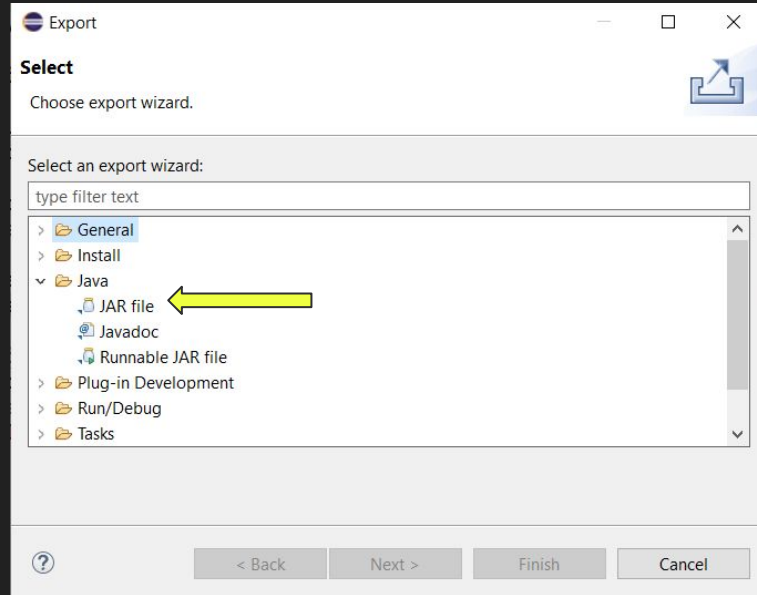 Export
Select
Choose export wizard.
Select an export wizard:
type filter text
General
Install
Java
JAR file
Javadoc
Runnable JAR file
Plug-in Development
Run/Debug
Tasks
? < Back Next > Finish Cancel